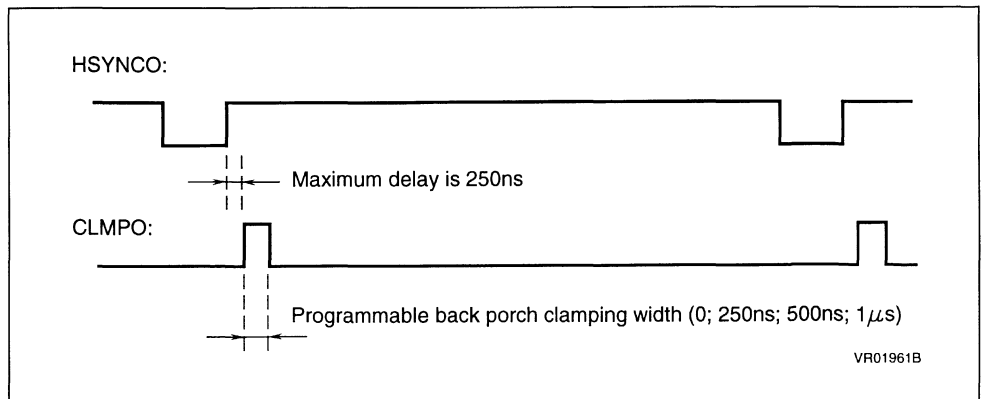 HSYNCO:
Maximum delay is 250ns
CLMPO:
Programmable back porch clamping width (0; 250ns; 500ns; 1μs)
VR01961B